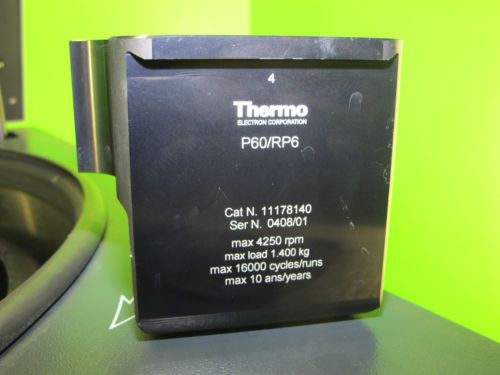 4
Thermo
ELECTRON CORPORATION
P60/RP6
Cat N. 11178140
Ser N. 0408/01
max 4250 rpm
max load 1.400 kg
max 16000 cycles/runs
max 10 ans/years